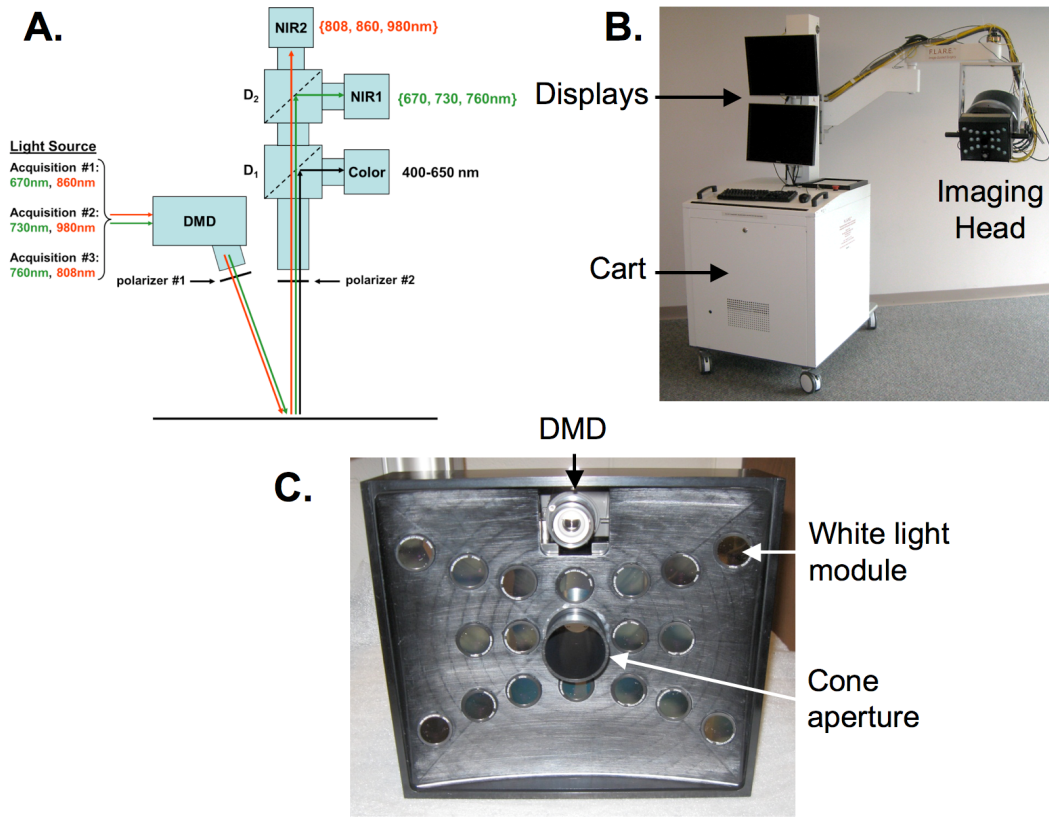 A.
NIR2
{808, 860, 980nm}
D2
NIR1
{670, 730, 760nm}
Light Source
Acquisition #1:
670nm, 860nm
Acquisition #2:
730nm, 980nm
Acquisition #3:
760nm, 808nm
D1
Color
400-650 nm
DMD
polarizer #1
polarizer #2
B.
Displays
Cart
FLARE
Imaging
Head
C.
DMD
White light
module
Cone
aperture